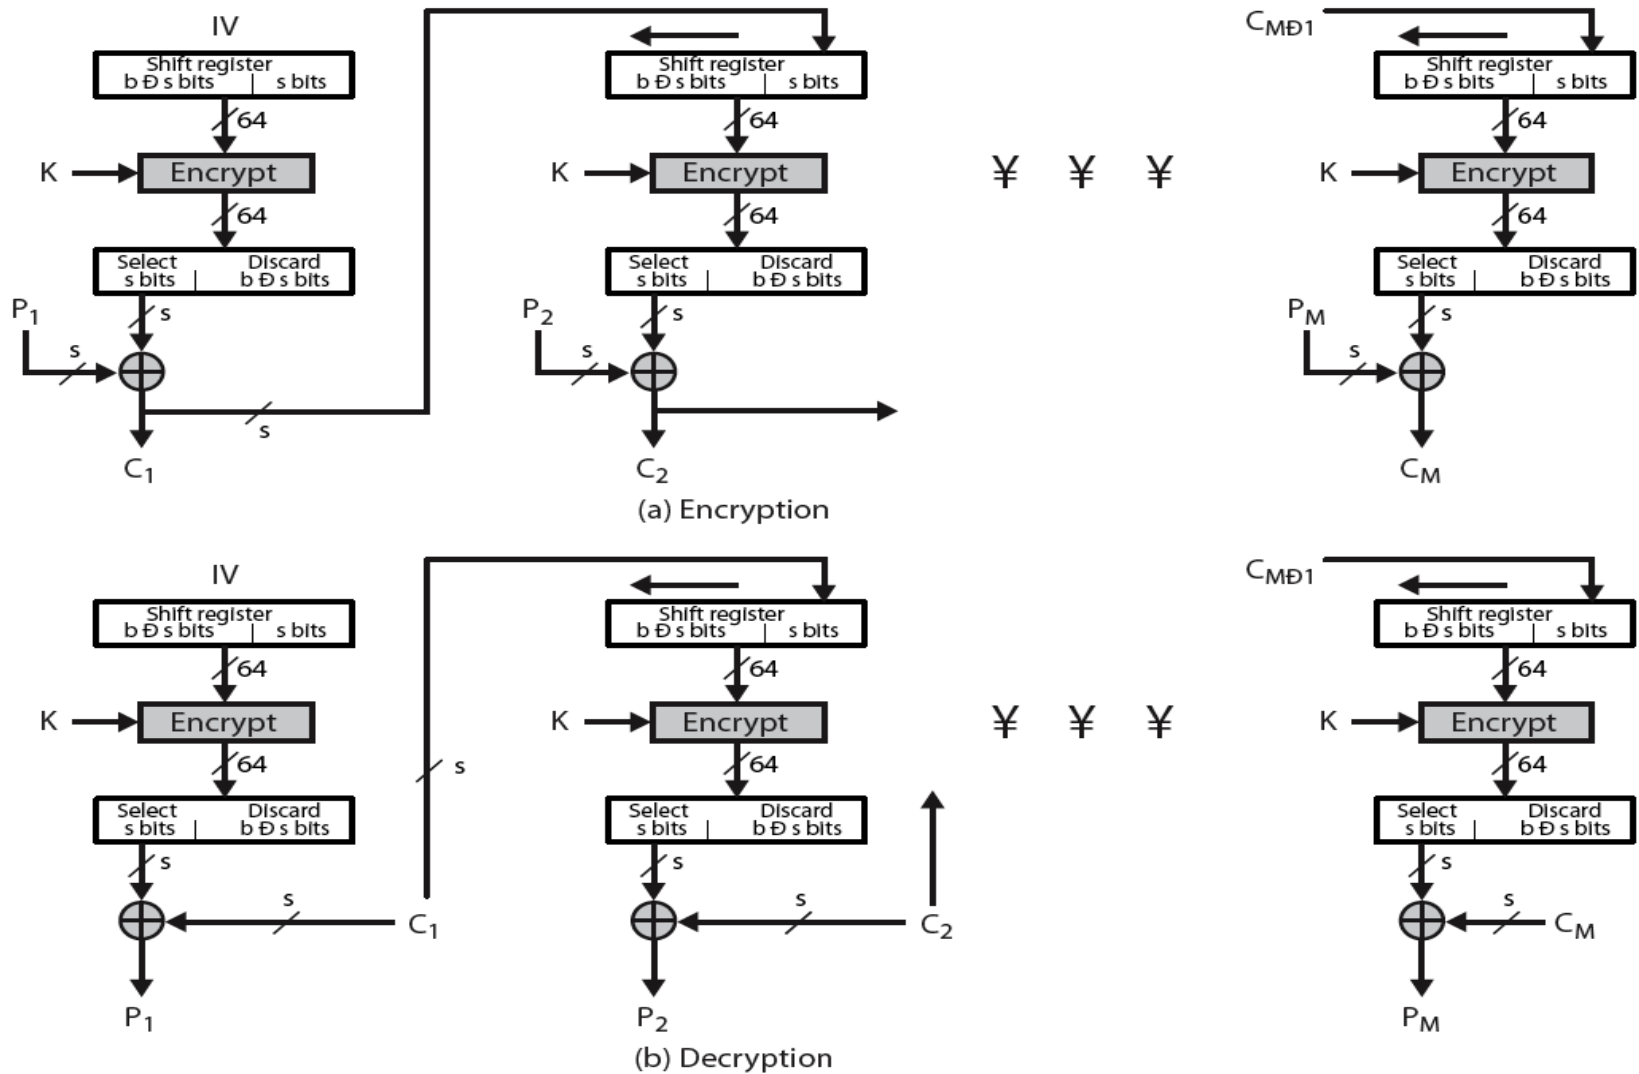 IV
C_MÐ1
Shift register
b Ð s bits | s bits
Shift register
b Ð s bits | s bits
Shift register
b Ð s bits | s bits
64
64
64
K
Encrypt
K
Encrypt
¥ ¥ ¥
K
Encrypt
64
64
64
Select
s bits
Discard
b Ð s bits
Select
s bits
Discard
b Ð s bits
Select
s bits
Discard
b Ð s bits
P1
s
s
P2
s
s
PM
s
s
s
C1
C2
CM
(a) Encryption
IV
C_MÐ1
Shift register
b Ð s bits | s bits
Shift register
b Ð s bits | s bits
Shift register
b Ð s bits | s bits
64
64
64
K
Encrypt
K
Encrypt
¥ ¥ ¥
K
Encrypt
64
s
64
64
Select
s bits
Discard
b Ð s bits
Select
s bits
Discard
b Ð s bits
Select
s bits
Discard
b Ð s bits
s
s
C1
s
s
C2
s
s
CM
P1
P2
PM
(b) Decryption